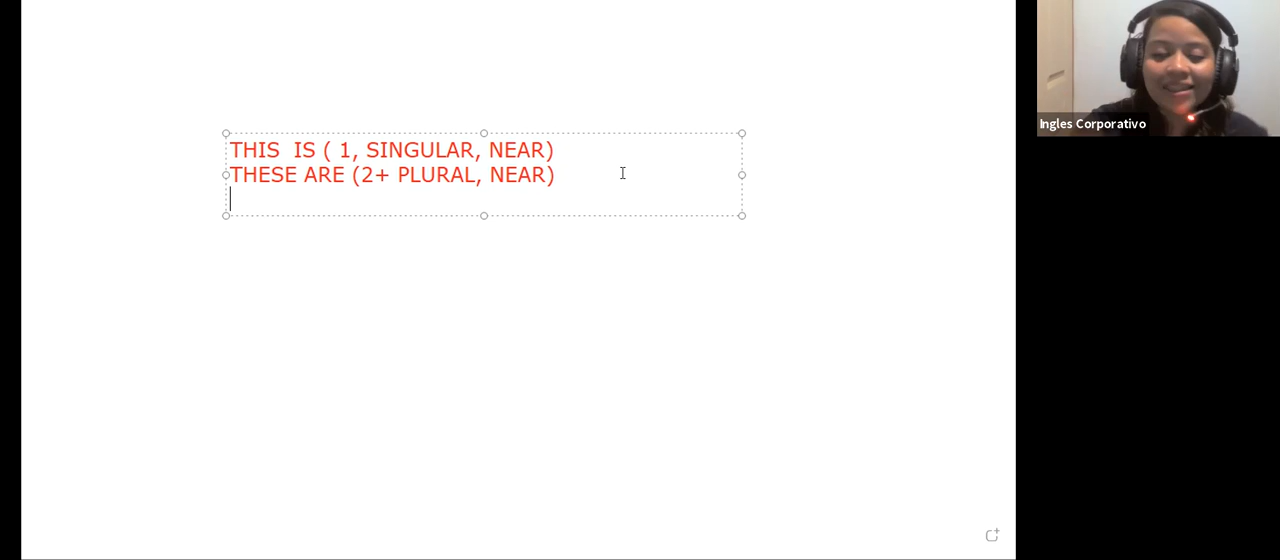 THIS  IS ( 1, SINGULAR, NEAR)
THESE ARE (2+ PLURAL, NEAR)
Ingles Corporativo